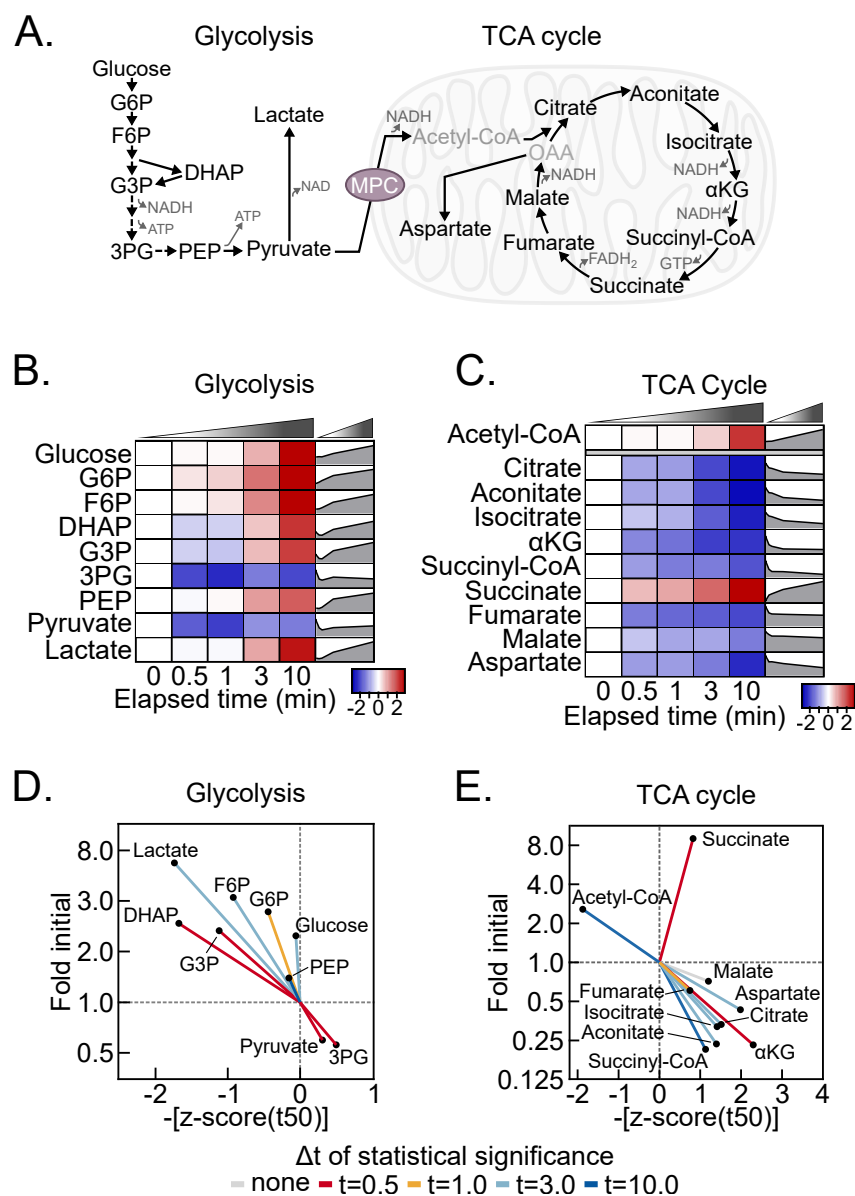 A.
Glycolysis
TCA cycle
Glucose
G6P
F6P
DHAP
G3P
NADH
ATP
3PG
PEP
ATP
Pyruvate
NAD
Lactate
MPC
NADH
Acetyl-CoA
OAA
Citrate
Aconitate
Isocitrate
NADH
αKG
NADH
Succinyl-CoA
GTP
Succinate
FADH2
Fumarate
Malate
NADH
Aspartate
B.
Glycolysis
Glucose
G6P
F6P
DHAP
G3P
3PG
PEP
Pyruvate
Lactate
0 0.5 1 3 10
Elapsed time (min)
-2 0 2
C.
TCA Cycle
Acetyl-CoA
Citrate
Aconitate
Isocitrate
αKG
Succinyl-CoA
Succinate
Fumarate
Malate
Aspartate
0 0.5 1 3 10
Elapsed time (min)
-2 0 2
D.
Glycolysis
Fold initial
8.0
3.0
2.0
1.0
0.5
Lactate
F6P
G6P
DHAP
Glucose
G3P
PEP
Pyruvate
3PG
-2 -1 0 1
-[z-score(t50)]
E.
TCA cycle
Fold initial
8.0
4.0
2.0
1.0
0.5
0.25
0.125
Succinate
Acetyl-CoA
Malate
Fumarate
Aspartate
Isocitrate
Citrate
Aconitate
Succinyl-CoA
αKG
-2 -1 0 1 2 3 4
-[z-score(t50)]
Δt of statistical significance
none t=0.5 t=1.0 t=3.0 t=10.0